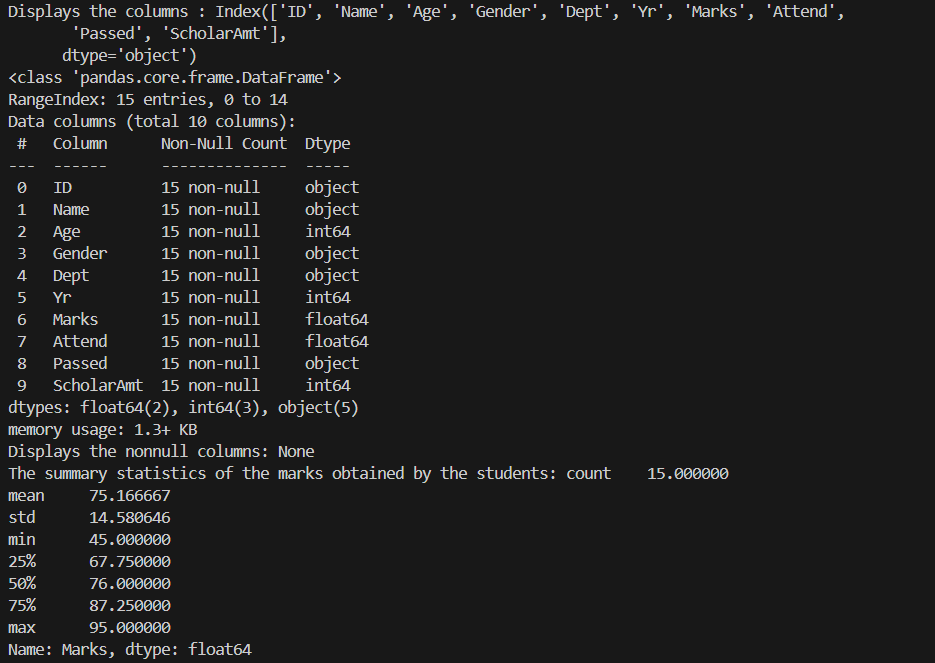 Displays the columns : Index(['ID', 'Name', 'Age', 'Gender', 'Dept', 'Yr', 'Marks', 'Attend',
       'Passed', 'ScholarAmt'],
      dtype='object')
<class 'pandas.core.frame.DataFrame'>
RangeIndex: 15 entries, 0 to 14
Data columns (total 10 columns):
 #   Column      Non-Null Count  Dtype
---  ------      --------------  -----
 0   ID          15 non-null     object
 1   Name        15 non-null     object
 2   Age         15 non-null     int64
 3   Gender      15 non-null     object
 4   Dept        15 non-null     object
 5   Yr          15 non-null     int64
 6   Marks       15 non-null     float64
 7   Attend      15 non-null     float64
 8   Passed      15 non-null     object
 9   ScholarAmt  15 non-null     int64
dtypes: float64(2), int64(3), object(5)
memory usage: 1.3+ KB
Displays the nonnull columns: None
The summary statistics of the marks obtained by the students: count    15.000000
mean     75.166667
std      14.580646
min      45.000000
25%      67.750000
50%      76.000000
75%      87.250000
max      95.000000
Name: Marks, dtype: float64